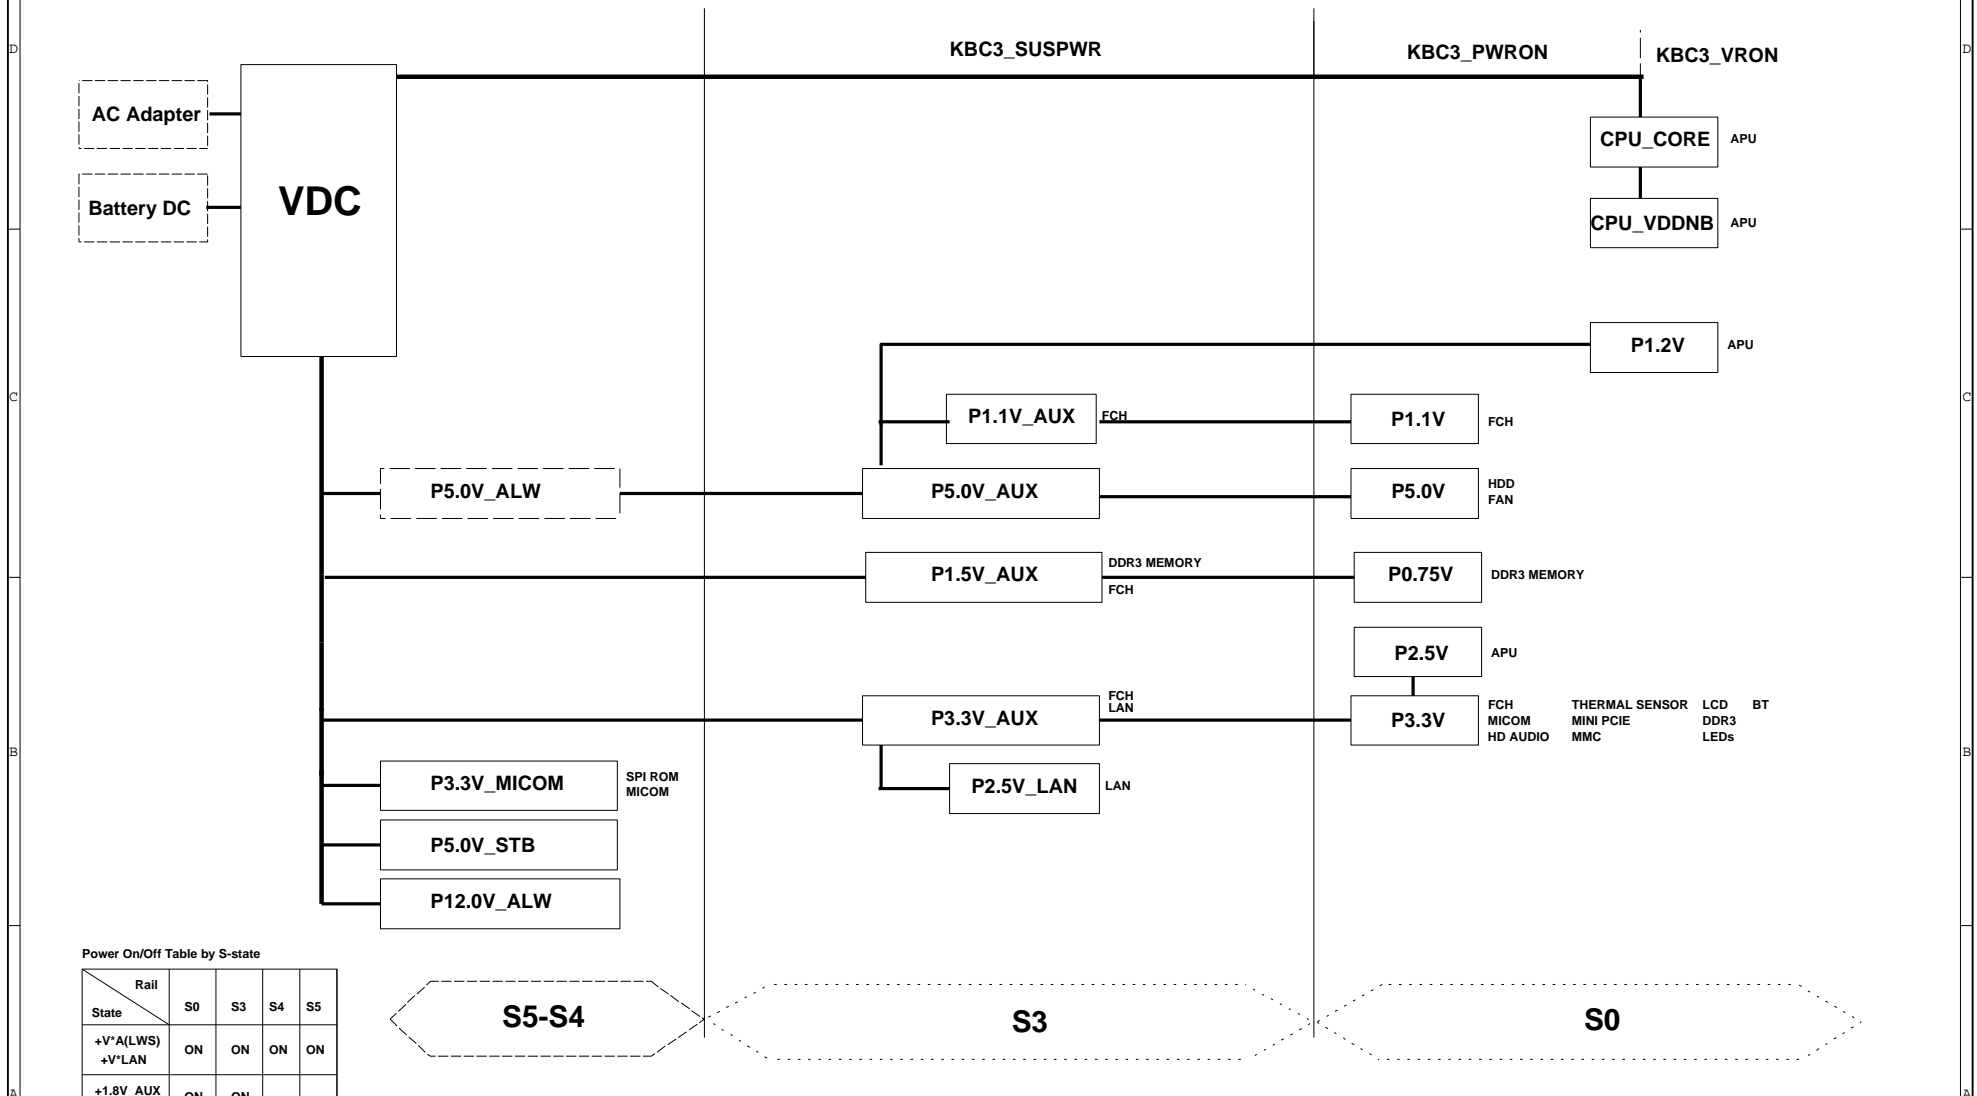 D
D
KBC3_SUSPWR
KBC3_PWRON
KBC3_VRON
AC Adapter
Battery DC
VDC
CPU_CORE
APU
CPU_VDDNB
APU
P1.2V
APU
C
C
P1.1V_AUX
FCH
P1.1V
FCH
P5.0V_ALW
P5.0V_AUX
P5.0V
HDD
FAN
P1.5V_AUX
DDR3 MEMORY
FCH
P0.75V
DDR3 MEMORY
P2.5V
APU
P3.3V_AUX
FCH
LAN
P3.3V
FCH THERMAL SENSOR LCD BT
MICOM MINI PCIE DDR3
HD AUDIO MMC LEDs
B
B
P3.3V_MICOM
SPI ROM
MICOM
P2.5V_LAN
LAN
P5.0V_STB
P12.0V_ALW
Power On/Off Table by S-state
Rail
State
S0 S3 S4 S5
+V*A(LWS)
+V*LAN
ON ON ON ON
+1.8V_AUX
ON ON
S5-S4
S3
S0
A
A